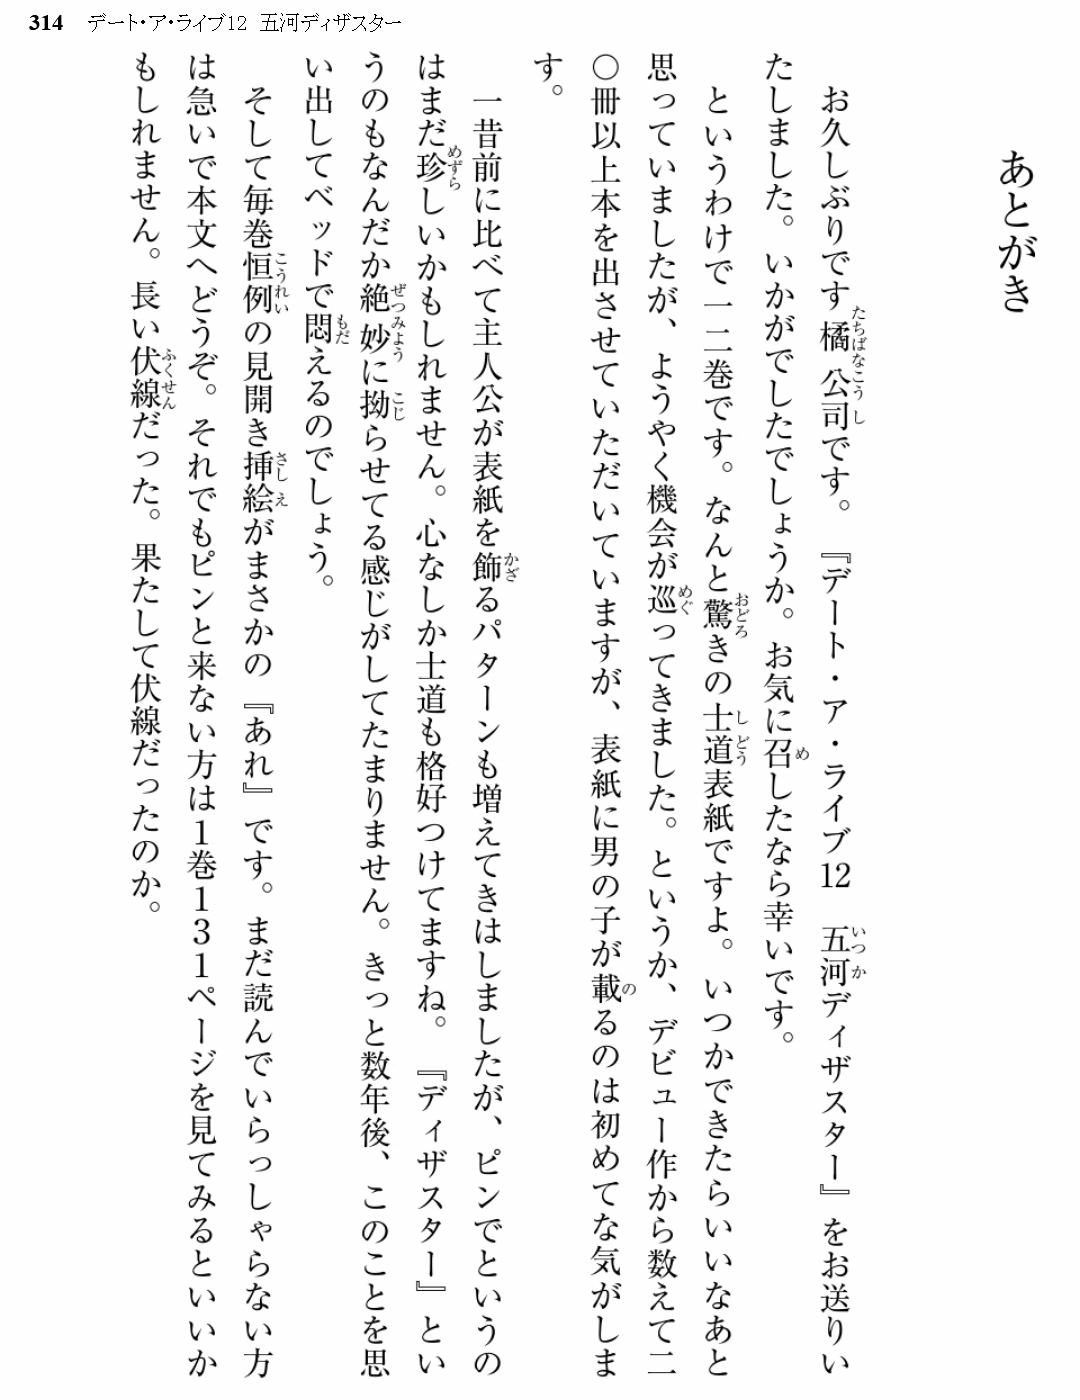 314 デート・ア・ライブ12 五河ディザスター
あとがき
お久しぶりです橘公司です。『デート・ア・ライブ12 五河ディザスター』をお送りい
たしました。いかがでしたでしょうか。お気に召したなら幸いです。
というわけで一二巻です。なんと驚きの士道表紙ですよ。いつかできたらいいなあと
思っていましたが、ようやく機会が巡ってきました。というか、デビュー作から数えて二
〇冊以上本を出させていただいていますが、表紙に男の子が載るのは初めてな気がしま
す。
一昔前に比べて主人公が表紙を飾るパターンも増えてきはしましたが、ピンでというの
はまだ珍しいかもしれません。心なしか士道も格好つけてますね。『ディザスター』とい
うのもなんだか絶妙に拗らせてる感じがしてたまりません。きっと数年後、このことを思
い出してベッドで悶えるのでしょう。
そして毎巻恒例の見開き挿絵がまさかの『あれ』です。まだ読んでいらっしゃらない方
は急いで本文へどうぞ。それでもピンと来ない方は１巻１３１ページを見てみるといいか
もしれません。長い伏線だった。果たして伏線だったのか。